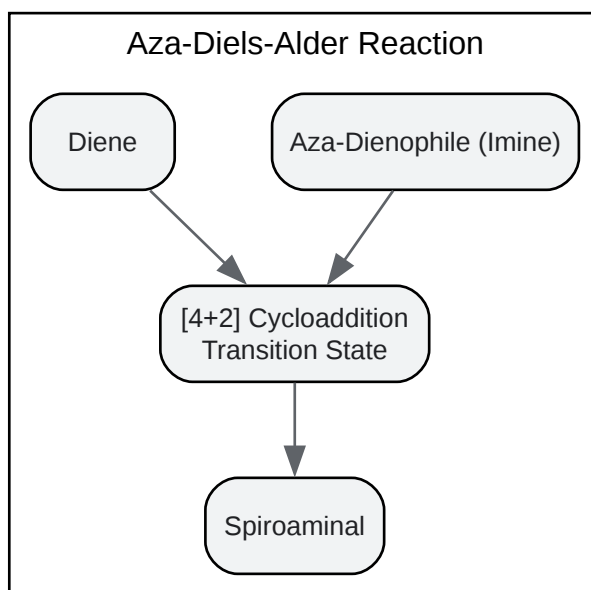 Aza-Diels-Alder Reaction
Diene
Aza-Dienophile (Imine)
[4+2] Cycloaddition
Transition State
Spiroaminal